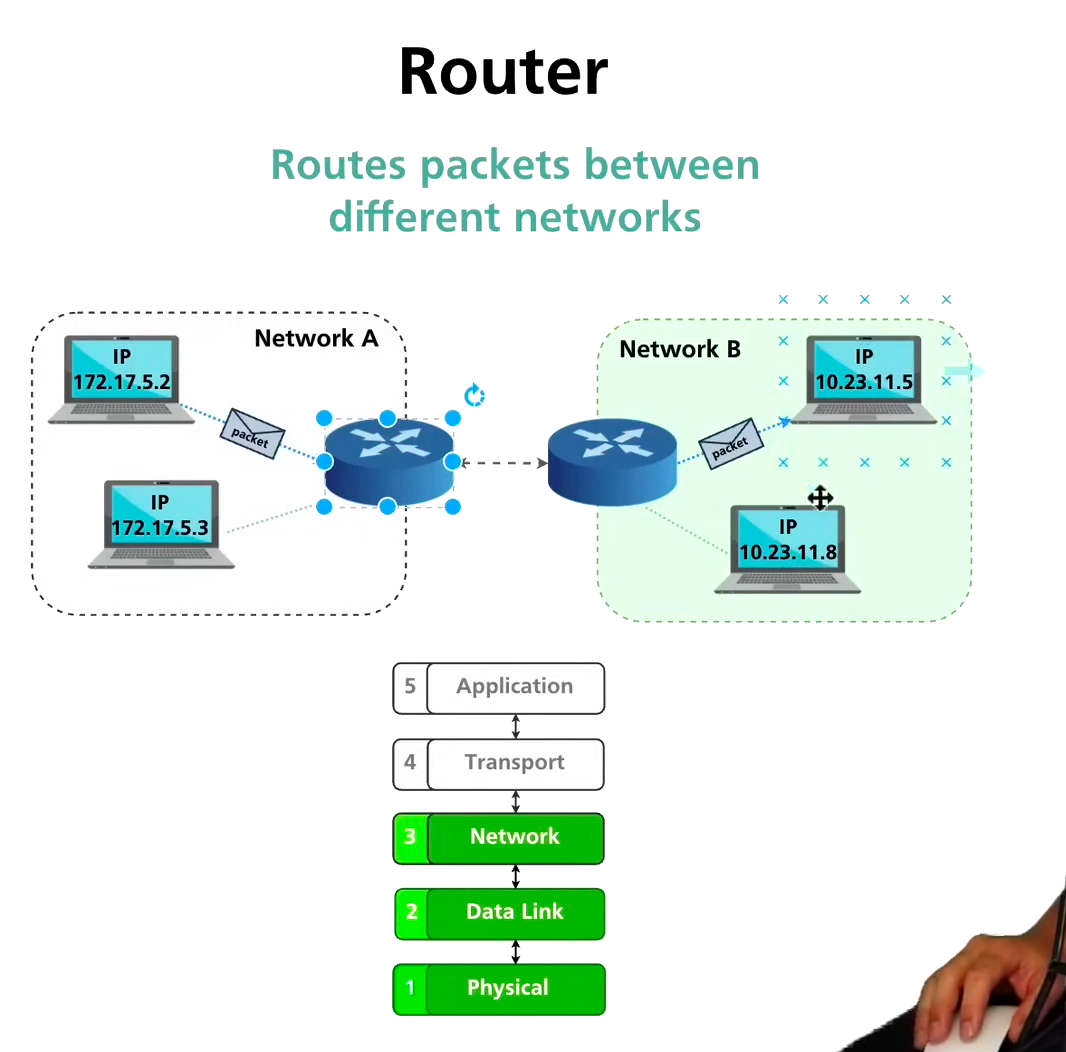 Router
Routes packets between
different networks
Network A
IP
172.17.5.2
packet
IP
172.17.5.3
Network B
IP
10.23.11.5
packet
IP
10.23.11.8
5 Application
4 Transport
3 Network
2 Data Link
1 Physical